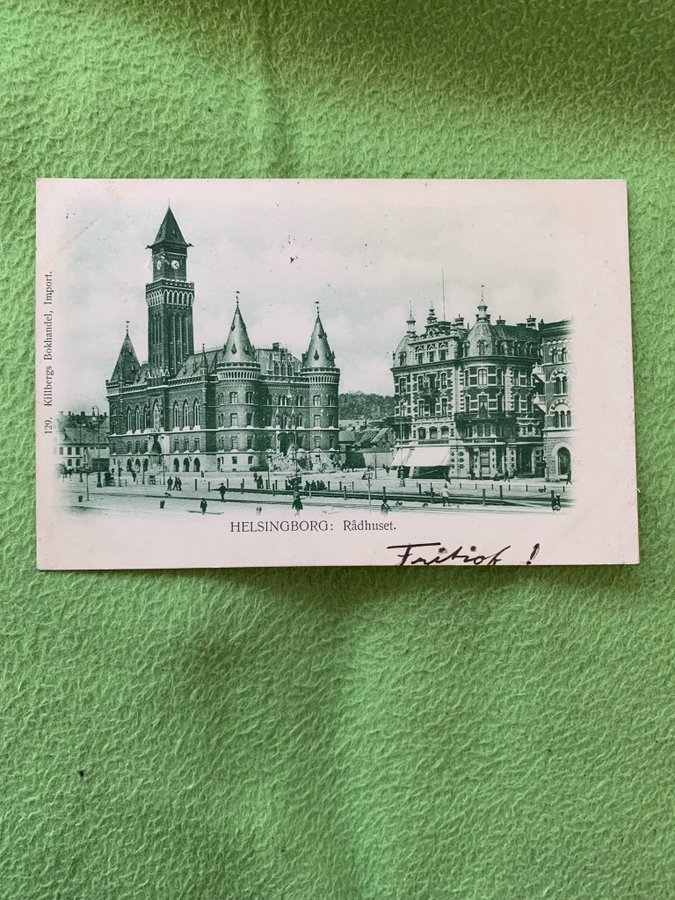 129. Killbergs Bokhandel, Import.
HELSINGBORG: Rådhuset.
Fritiof !